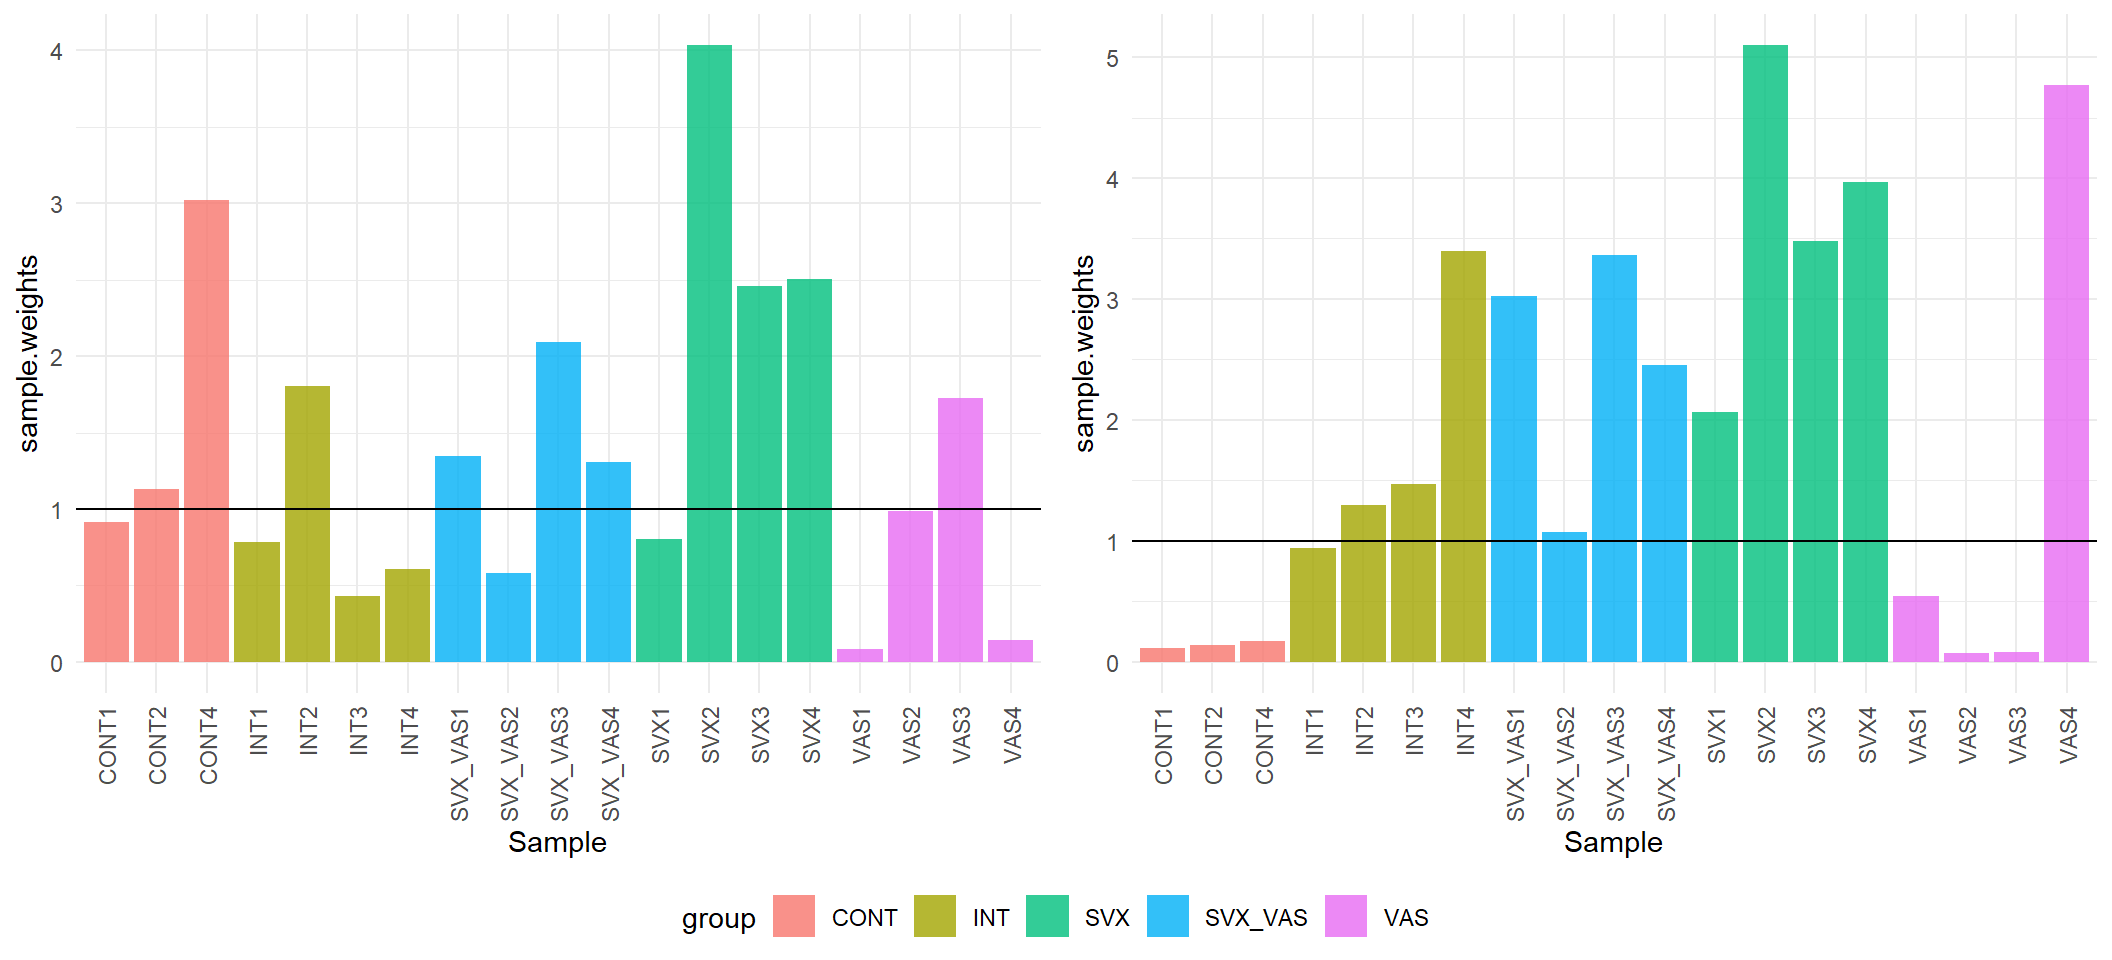 sample.weights
4
3
2
1
0
CONT1
CONT2
CONT4
INT1
INT2
INT3
INT4
SVX_VAS1
SVX_VAS2
SVX_VAS3
SVX_VAS4
SVX1
SVX2
SVX3
SVX4
VAS1
VAS2
VAS3
VAS4
Sample
sample.weights
5
4
3
2
1
0
CONT1
CONT2
CONT4
INT1
INT2
INT3
INT4
SVX_VAS1
SVX_VAS2
SVX_VAS3
SVX_VAS4
SVX1
SVX2
SVX3
SVX4
VAS1
VAS2
VAS3
VAS4
Sample
group CONT INT SVX SVX_VAS VAS